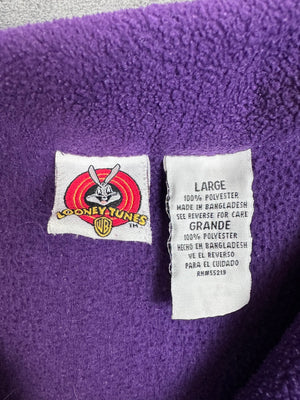 LOONEY TUNES
WB
TM
LARGE
100% POLYESTER
MADE IN BANGLADESH
SEE REVERSE FOR CARE
GRANDE
100% POLYESTER
HECHO EN BANGLADESH
VE EL REVERSO
PARA EL CUIDADO
RN#55219